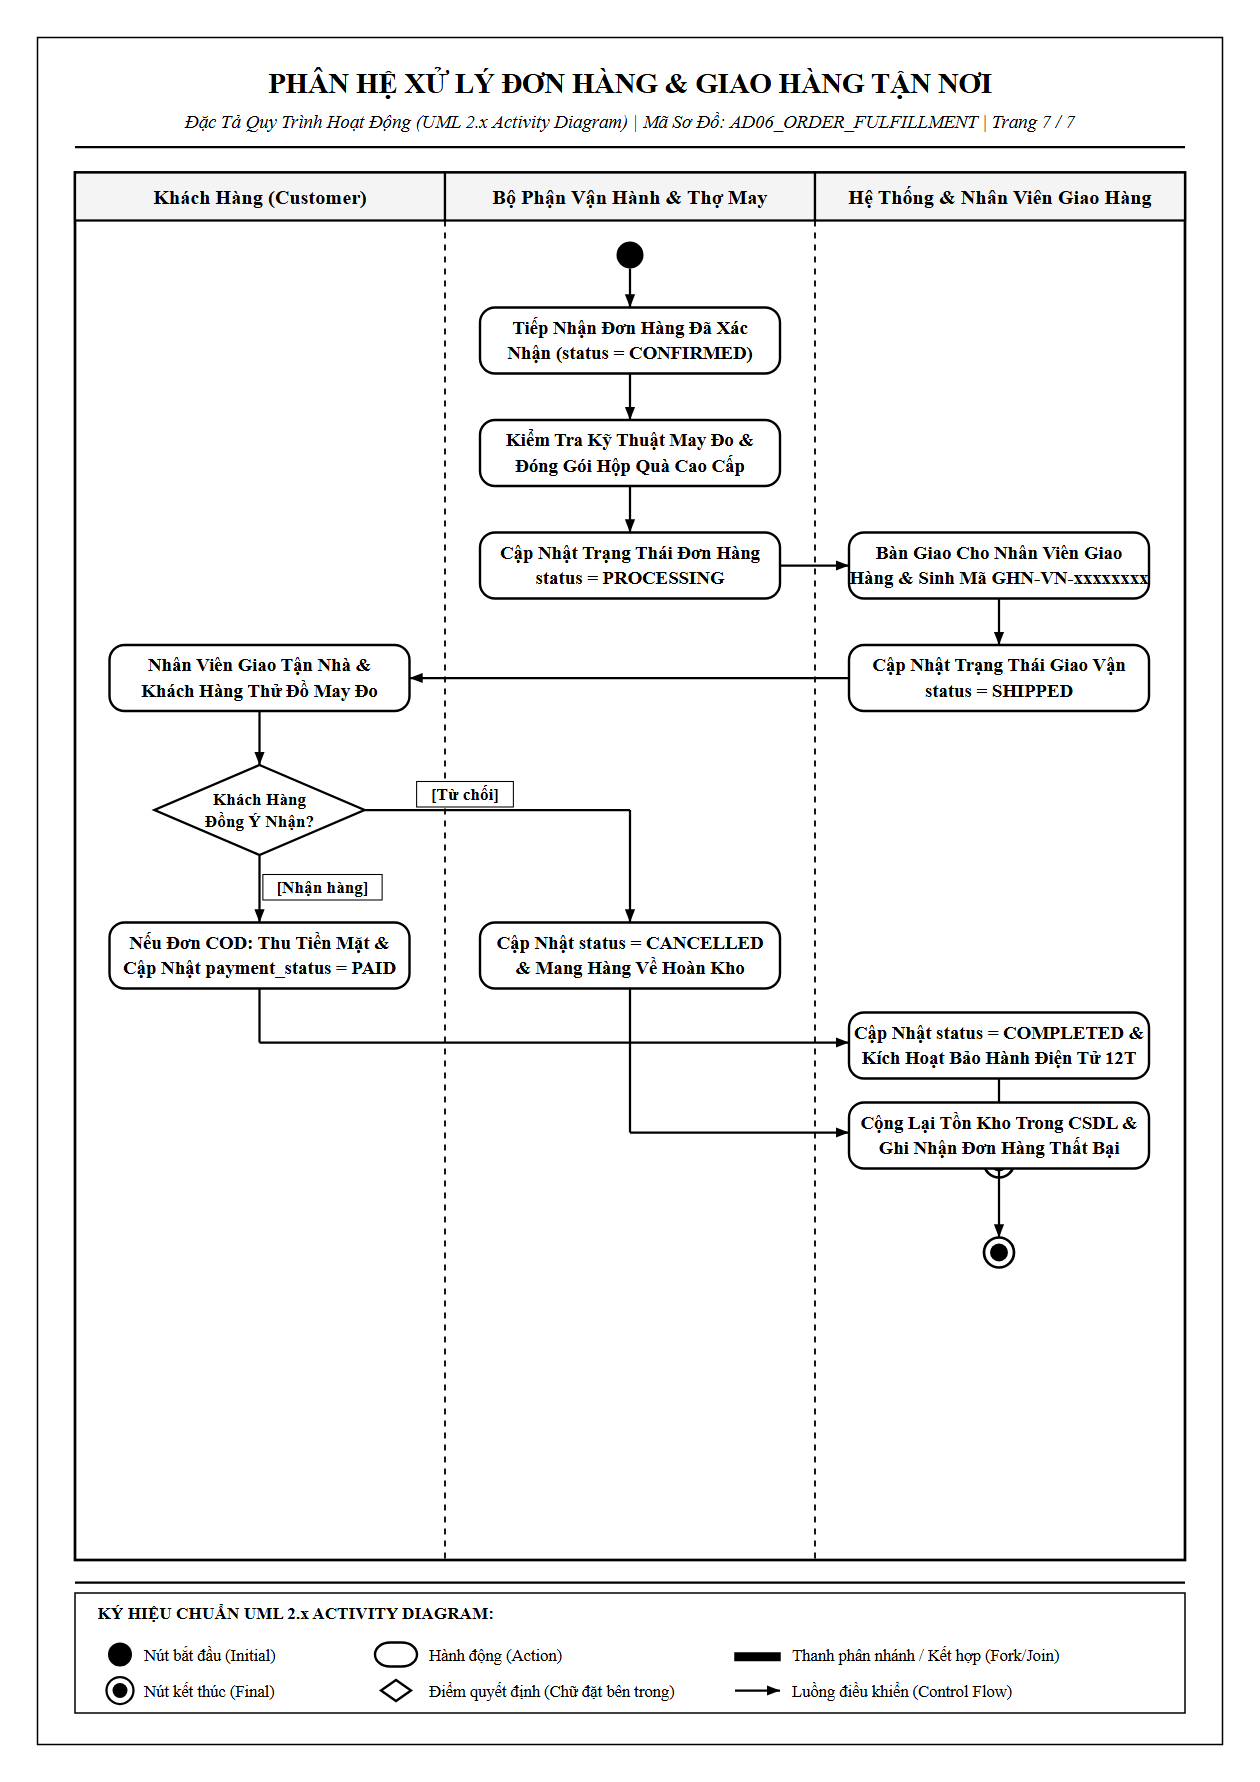 PHÂN HỆ XỬ LÝ ĐƠN HÀNG & GIAO HÀNG TẬN NƠI
Đặc Tả Quy Trình Hoạt Động (UML 2.x Activity Diagram) | Mã Sơ Đồ: AD06_ORDER_FULFILLMENT | Trang 7 / 7
Khách Hàng (Customer)
Bộ Phận Vận Hành & Thợ May
Hệ Thống & Nhân Viên Giao Hàng
Tiếp Nhận Đơn Hàng Đã Xác
Nhận (status = CONFIRMED)
Kiểm Tra Kỹ Thuật May Đo &
Đóng Gói Hộp Quà Cao Cấp
Cập Nhật Trạng Thái Đơn Hàng
status = PROCESSING
Bàn Giao Cho Nhân Viên Giao
Hàng & Sinh Mã GHN-VN-xxxxxxxx
Nhân Viên Giao Tận Nhà &
Khách Hàng Thử Đồ May Đo
Cập Nhật Trạng Thái Giao Vận
status = SHIPPED
Khách Hàng
Đồng Ý Nhận?
[Từ chối]
[Nhận hàng]
Nếu Đơn COD: Thu Tiền Mặt &
Cập Nhật payment_status = PAID
Cập Nhật status = CANCELLED
& Mang Hàng Về Hoàn Kho
Cập Nhật status = COMPLETED &
Kích Hoạt Bảo Hành Điện Tử 12T
Cộng Lại Tồn Kho Trong CSDL &
Ghi Nhận Đơn Hàng Thất Bại
KÝ HIỆU CHUẨN UML 2.x ACTIVITY DIAGRAM:
Nút bắt đầu (Initial)
Hành động (Action)
Thanh phân nhánh / Kết hợp (Fork/Join)
Nút kết thúc (Final)
Điểm quyết định (Chữ đặt bên trong)
Luồng điều khiển (Control Flow)